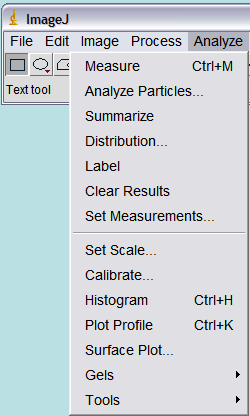 ImageJ
File Edit Image Process Analyze
Text tool
Measure Ctrl+M
Analyze Particles...
Summarize
Distribution...
Label
Clear Results
Set Measurements...
Set Scale...
Calibrate...
Histogram Ctrl+H
Plot Profile Ctrl+K
Surface Plot...
Gels
Tools